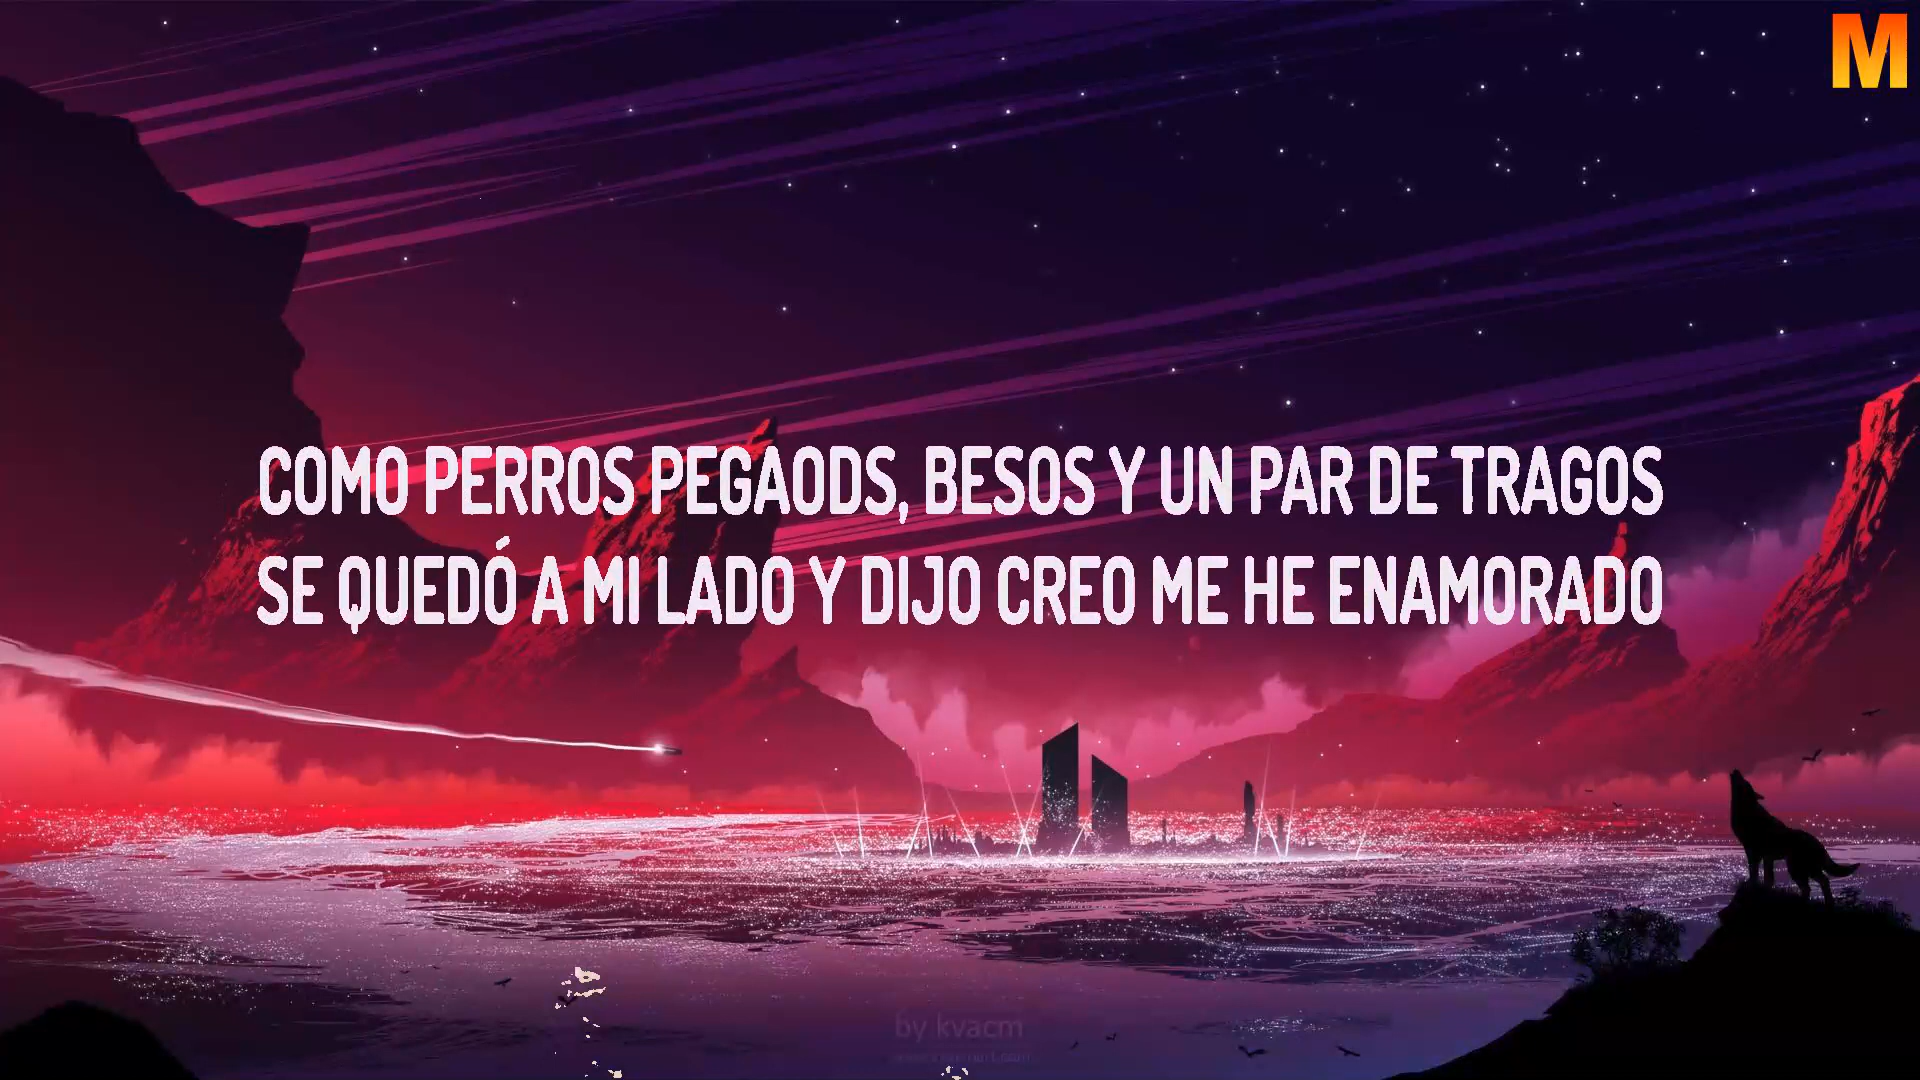 M
COMO PERROS PEGAODS, BESOS Y UN PAR DE TRAGOS
SE QUEDÓ A MI LADO Y DIJO CREO ME HE ENAMORADO
by kvacm